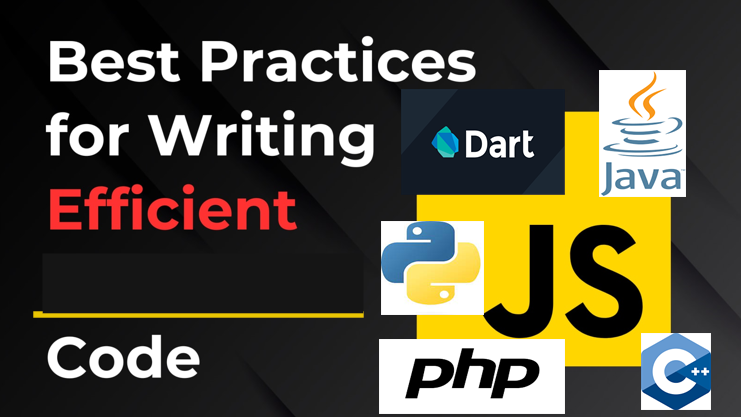 Best Practices
for Writing
Efficient
Code
Dart
Java
JS
php
C++